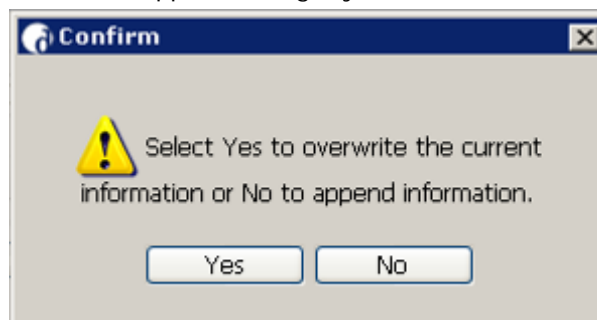 Confirm
Select Yes to overwrite the current
information or No to append information.
Yes No